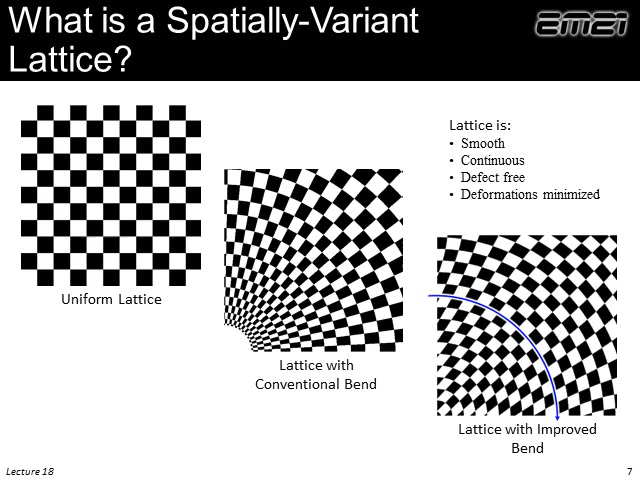 What is a Spatially-Variant
Lattice?
EM21
Uniform Lattice
Lattice with
Conventional Bend
Lattice is:
• Smooth
• Continuous
• Defect free
• Deformations minimized
Lattice with Improved
Bend
Lecture 18
7